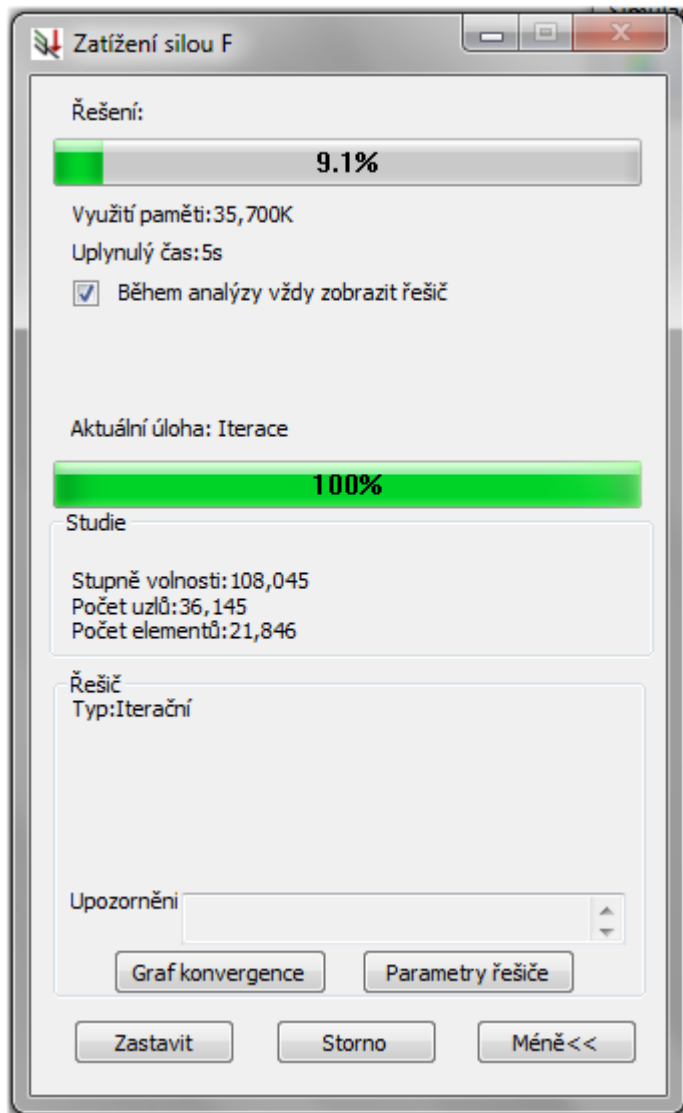 Zatížení silou F
Řešení:
9.1%
Využití paměti:35,700K
Uplynulý čas:5s
Během analýzy vždy zobrazit řešič
Aktuální úloha: Iterace
100%
Studie
Stupně volnosti:108,045
Počet uzlů:36,145
Počet elementů:21,846
Řešič
Typ:Iterační
Upozorněni
Graf konvergence Parametry řešiče
Zastavit Storno Méně<<